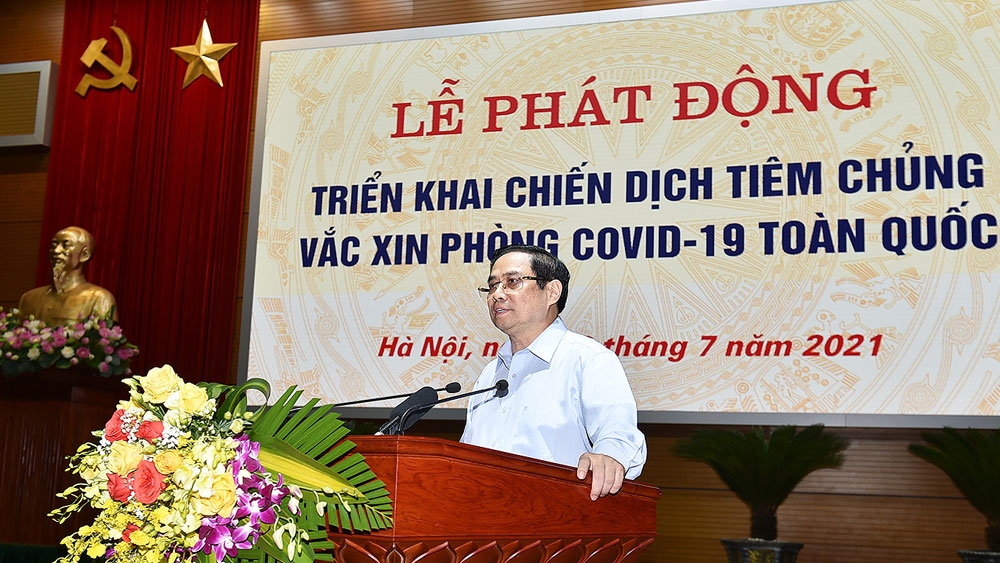 LỄ PHÁT ĐỘNG
TRIỂN KHAI CHIẾN DỊCH TIÊM CHỦNG
VẮC XIN PHÒNG COVID-19 TOÀN QUỐC
Hà Nội, tháng 7 năm 2021